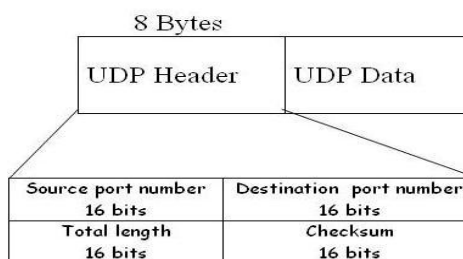 8 Bytes
UDP Header
UDP Data
Source port number
16 bits
Destination port number
16 bits
Total length
16 bits
Checksum
16 bits